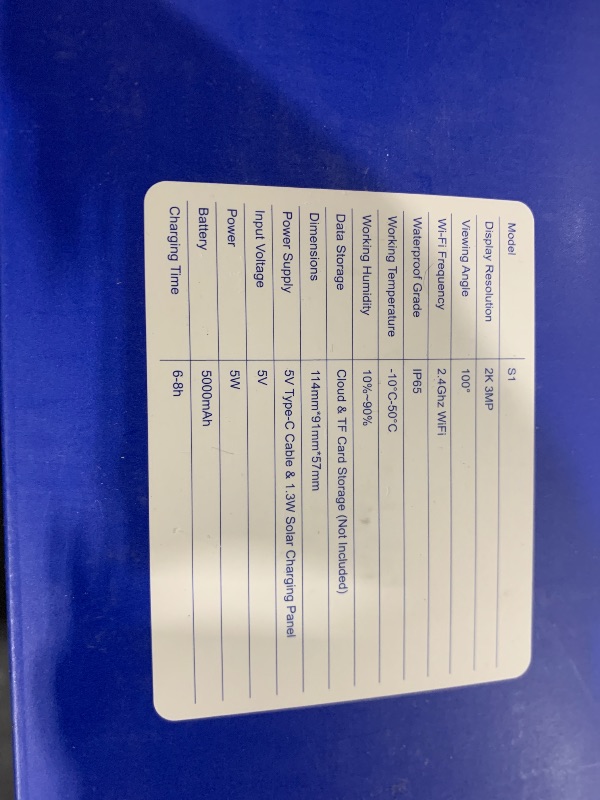 Model S1
Display Resolution 2K 3MP
Viewing Angle 100°
Wi-Fi Frequency 2.4Ghz WiFi
Waterproof Grade IP65
Working Temperature -10°C-50°C
Working Humidity 10%~90%
Data Storage Cloud & TF Card Storage (Not Included)
Dimensions 114mm*91mm*57mm
Power Supply 5V Type-C Cable & 1.3W Solar Charging Panel
Input Voltage 5V
Power 5W
Battery 5000mAh
Charging Time 6-8h